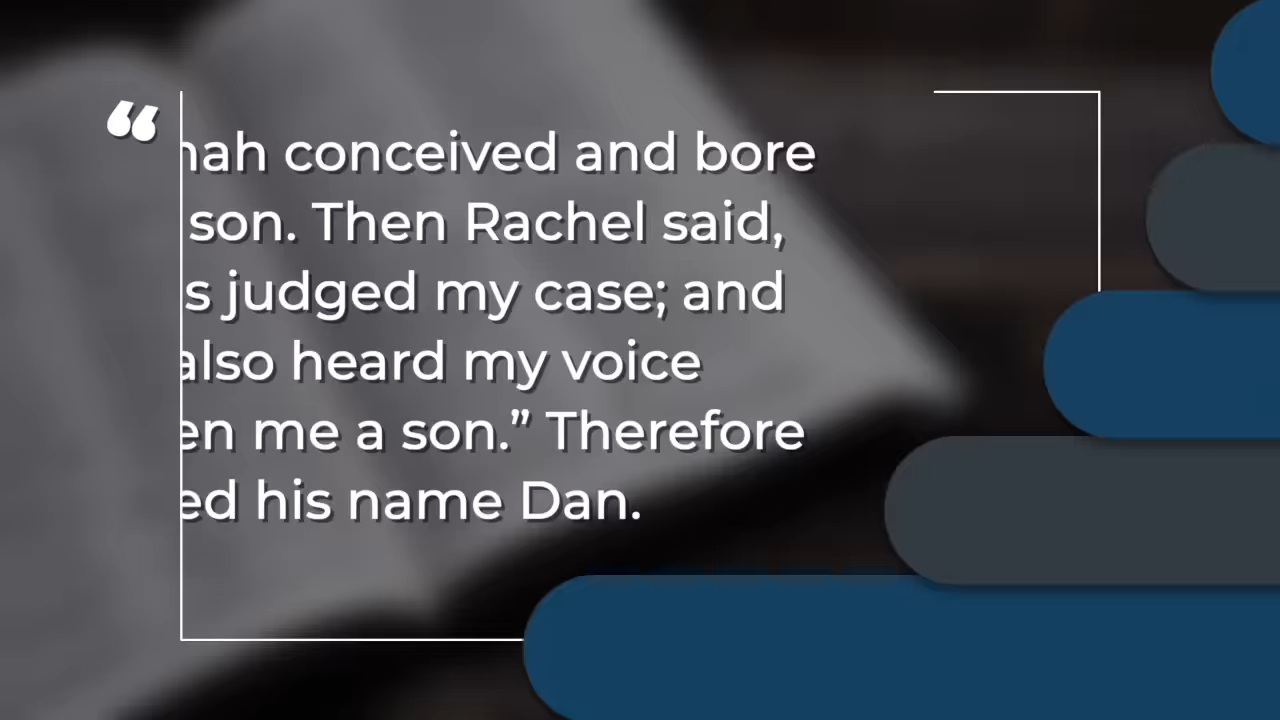 “
nah conceived and bore
son. Then Rachel said,
s judged my case; and
also heard my voice
en me a son.” Therefore
ed his name Dan.